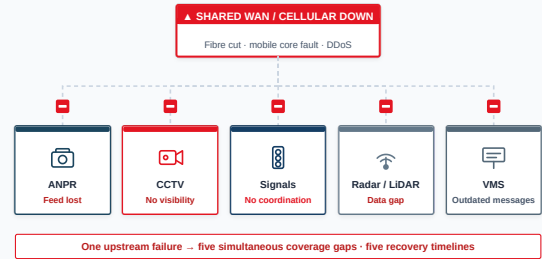 ▲ SHARED WAN / CELLULAR DOWN
Fibre cut · mobile core fault · DDoS
ANPR
Feed lost
CCTV
No visibility
Signals
No coordination
Radar / LiDAR
Data gap
VMS
Outdated messages
One upstream failure → five simultaneous coverage gaps · five recovery timelines